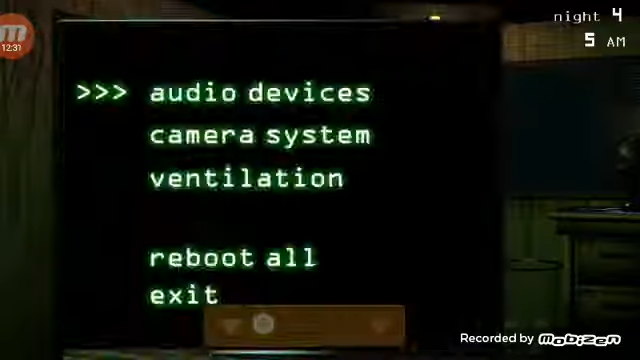 night 4
5 AM
12:31
>>> audio devices
camera system
ventilation
reboot all
exit
Recorded by mobizen